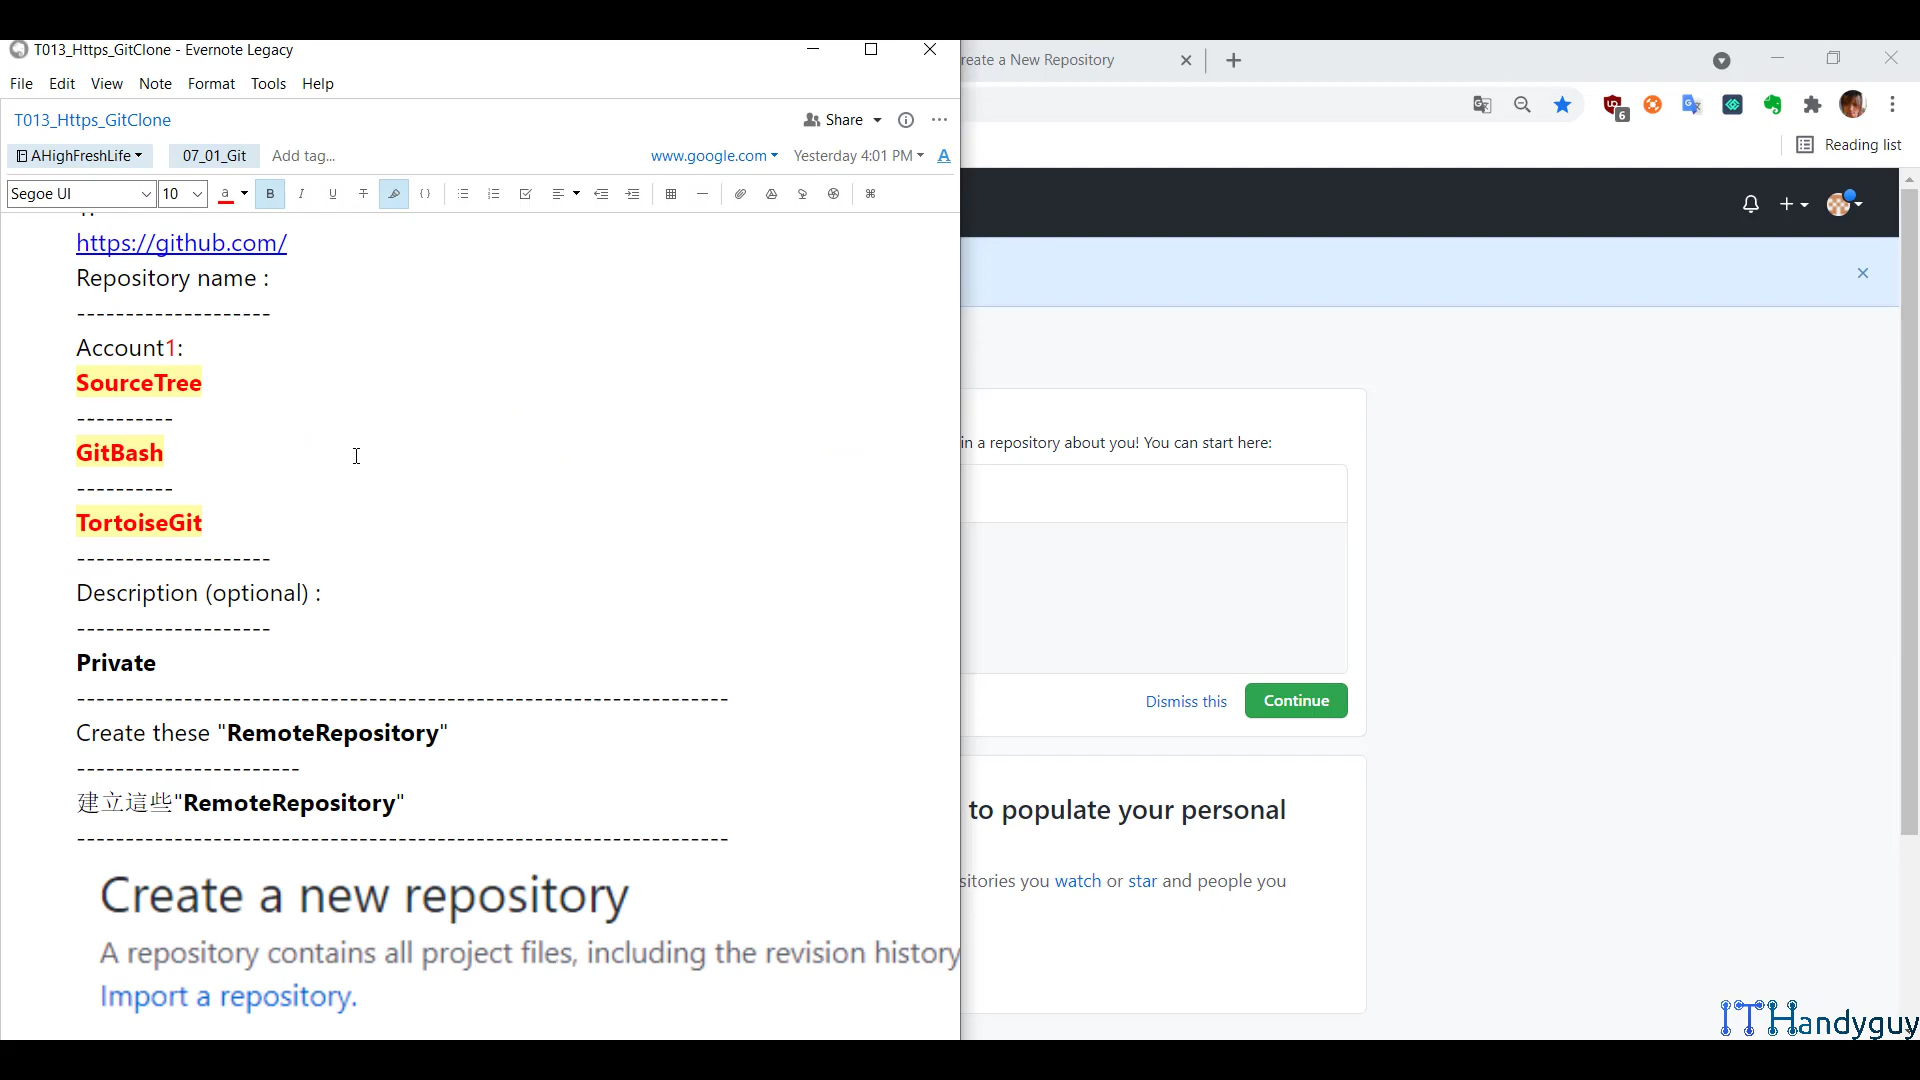 T013_Https_GitClone - Evernote Legacy
File Edit View Note Format Tools Help
T013_Https_GitClone
Share
AHighFreshLife
07_01_Git
Add tag...
www.google.com
Yesterday 4:01 PM
A
Segoe UI
10
a
B
I
U
T
https://github.com/
Repository name :
--------------------
Account1:
SourceTree
----------
GitBash
----------
TortoiseGit
--------------------
Description (optional) :
--------------------
Private
-------------------------------------------------------------------
Create these "RemoteRepository"
-----------------------
建立這些"RemoteRepository"
-------------------------------------------------------------------
Create a new repository
A repository contains all project files, including the revision history
Import a repository.
reate a New Repository
6
Reading list
in a repository about you! You can start here:
Dismiss this
Continue
to populate your personal
sitories you watch or star and people you
ITHandyguy